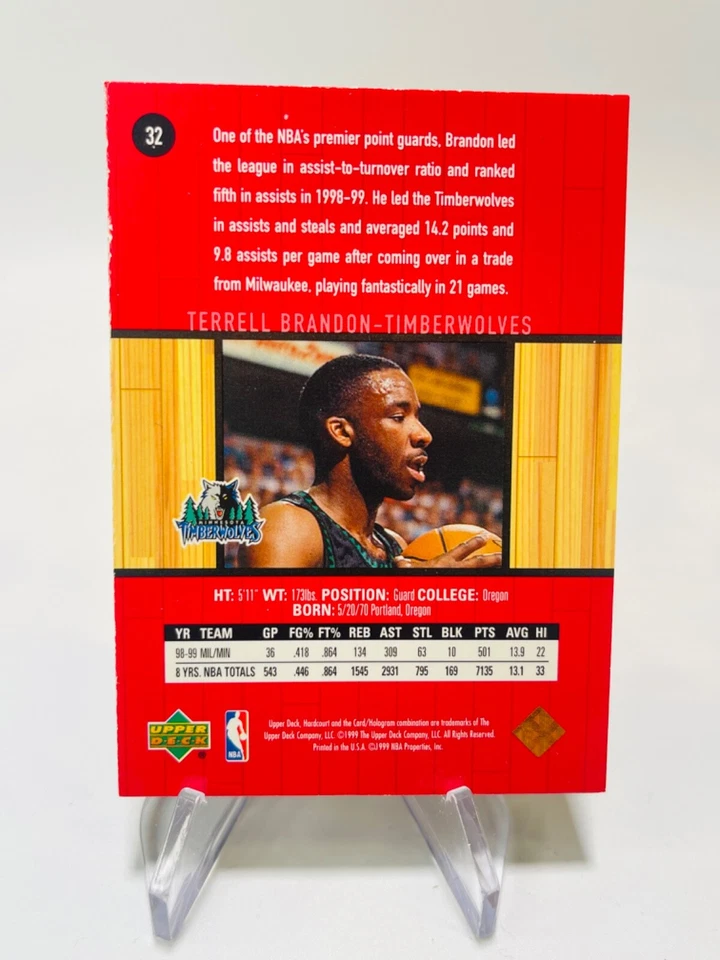 32
One of the NBA's premier point guards, Brandon led
the league in assist-to-turnover ratio and ranked
fifth in assists in 1998-99. He led the Timberwolves
in assists and steals and averaged 14.2 points and
9.8 assists per game after coming over in a trade
from Milwaukee, playing fantastically in 21 games.
TERRELL BRANDON-TIMBERWOLVES
MINNESOTA
TIMBERWOLVES
HT: 5'11" WT: 173lbs. POSITION: Guard COLLEGE: Oregon
BORN: 5/20/70 Portland, Oregon
YR TEAM GP FG% FT% REB AST STL BLK PTS AVG HI
98-99 MIL/MIN 36 .418 .864 134 309 63 10 501 13.9 22
8 YRS. NBA TOTALS 543 .446 .864 1545 2931 795 169 7135 13.1 33
UPPER
DECK
NBA
Upper Deck, Hardcourt and the Card/Hologram combination are trademarks of The
Upper Deck Company, LLC. ©1999 The Upper Deck Company, LLC. All Rights Reserved.
Printed in the U.S.A. ©1999 NBA Properties, Inc.